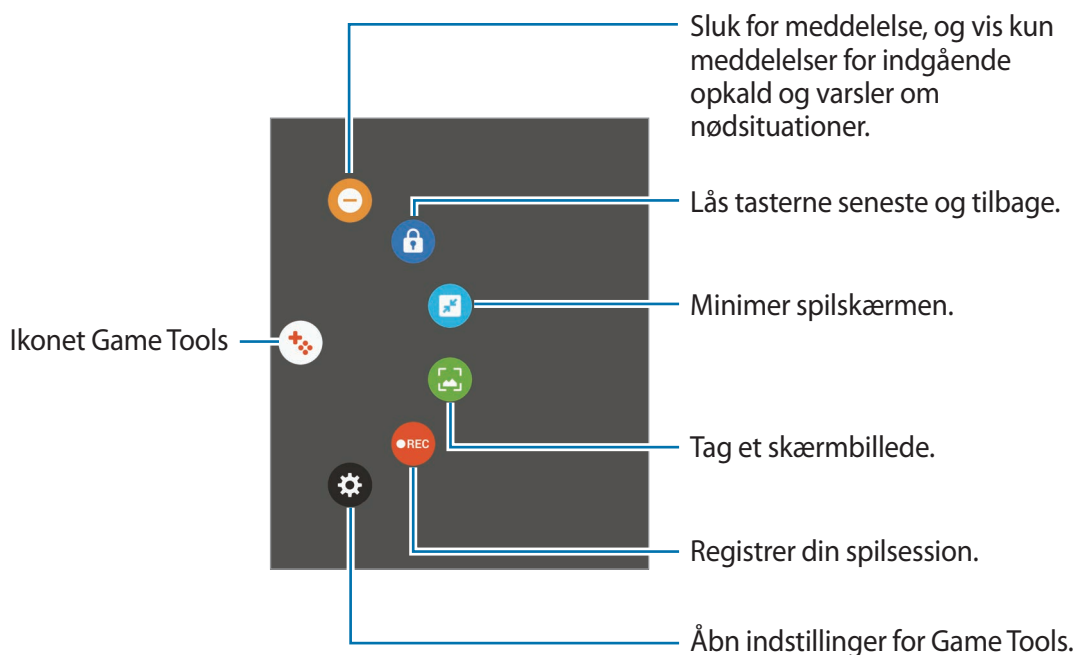 Sluk for meddelelse, og vis kun
meddelelser for indgående
opkald og varsler om
nødsituationer.
Lås tasterne seneste og tilbage.
Minimer spilskærmen.
Ikonet Game Tools
Tag et skærmbillede.
REC
Registrer din spilsession.
Åbn indstillinger for Game Tools.